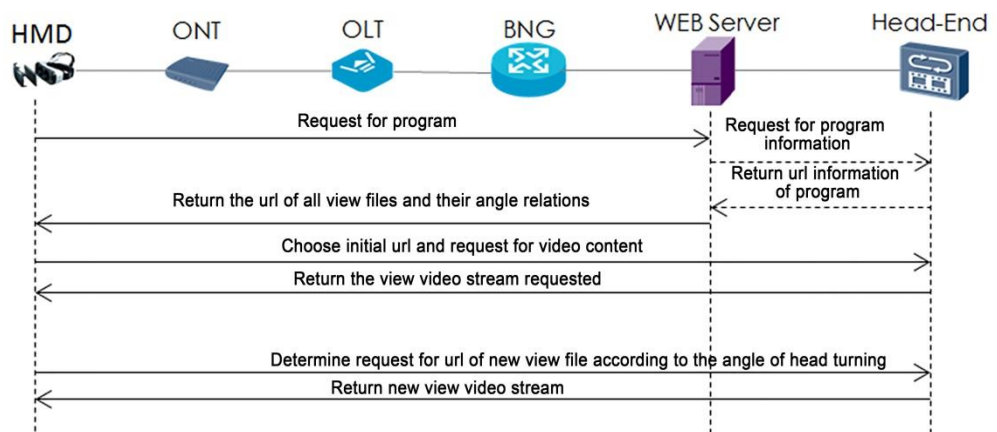 HMD
ONT
OLT
BNG
WEB Server
Head-End
Request for program
Request for program
information
Return url information
of program
Return the url of all view files and their angle relations
Choose initial url and request for video content
Return the view video stream requested
Determine request for url of new view file according to the angle of head turning
Return new view video stream